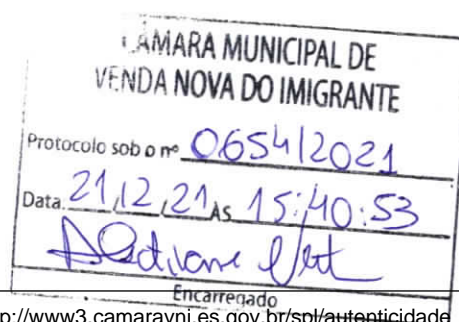 CAMARA MUNICIPAL DE
VENDA NOVA DO IMIGRANTE
Protocolo sob o nº 0654/2021
Data. 21,12,21 ÀS 15:40:53
Encarregado
p://www3.camaravni.es.gov.br/spl/autenticidade